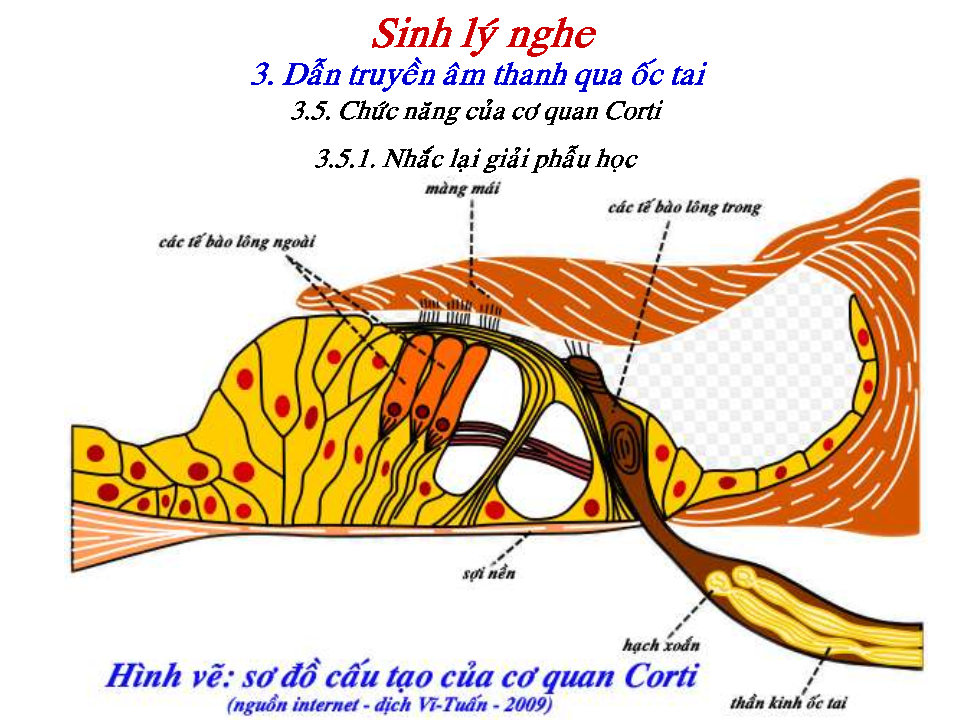 Sinh lý nghe
3. Dẫn truyền âm thanh qua ốc tai
3.5. Chức năng của cơ quan Corti
3.5.1. Nhắc lại giải phẫu học
màng mái
các tế bào lông trong
các tế bào lông ngoài
sợi nền
hạch xoắn
thần kinh ốc tai
Hình vẽ: sơ đồ cấu tạo của cơ quan Corti
(nguồn internet - dịch Vĩ-Tuấn - 2009)